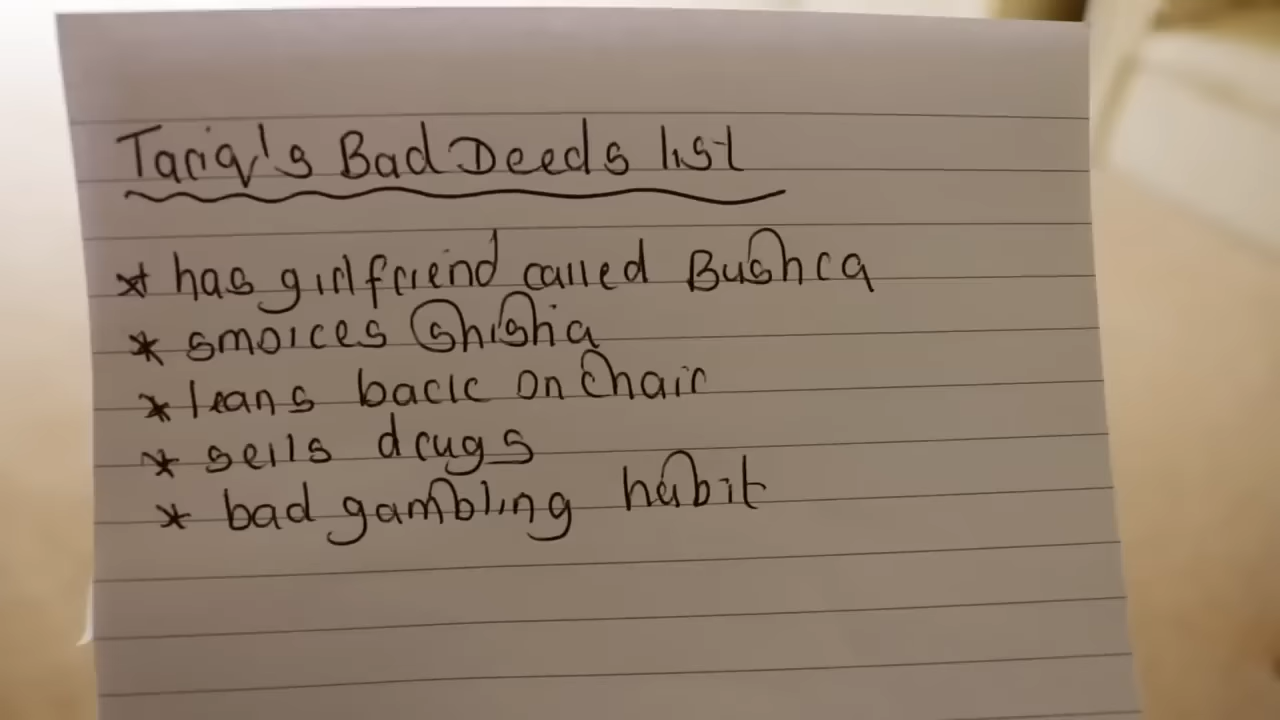 Tariq's Bad Deeds list
* has girlfriend called Bushra
* smokes Shisha
* leans back on Chair
* sells drugs
* bad gambling habit